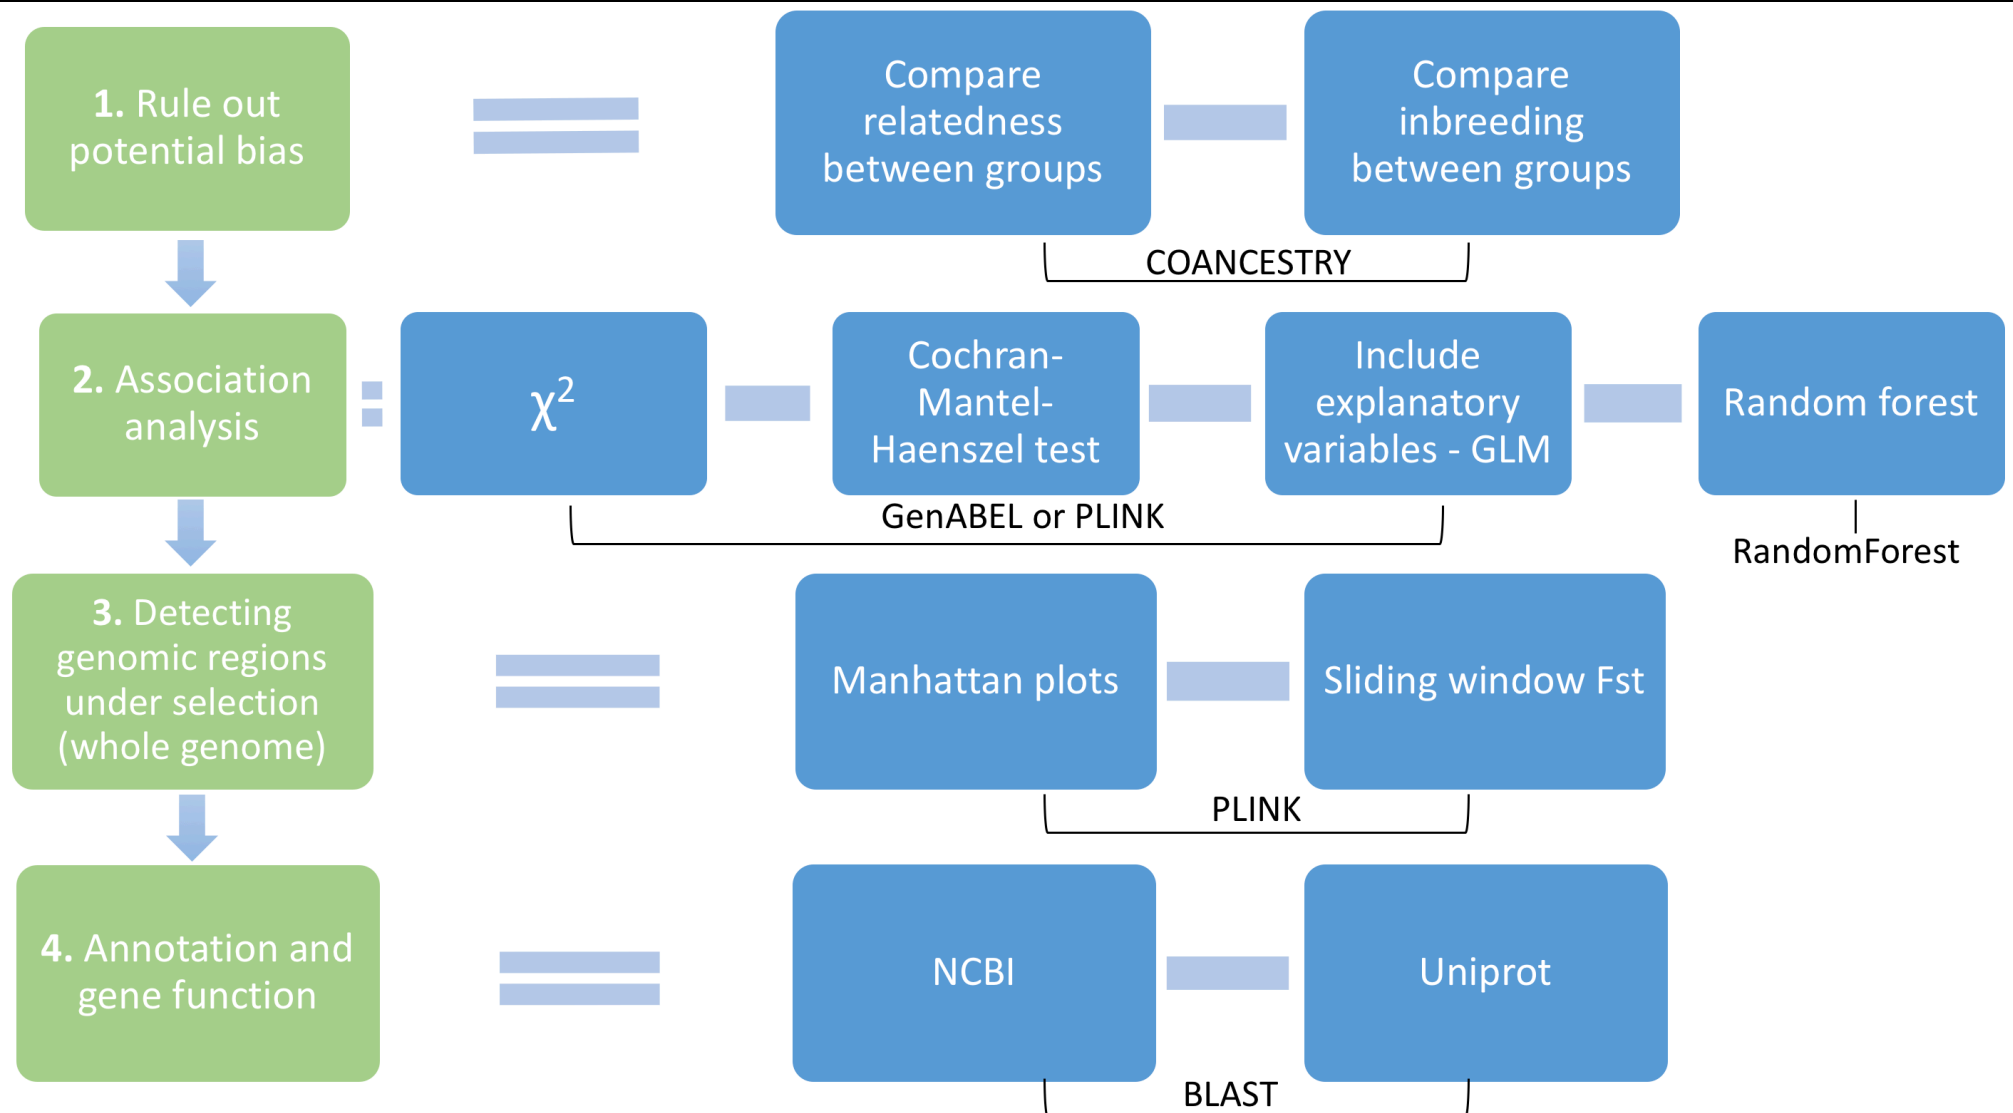 1. Rule out
potential bias
Compare
relatedness
between groups
Compare
inbreeding
between groups
COANCESTRY
2. Association
analysis
χ²
Cochran-
Mantel-
Haenszel test
Include
explanatory
variables - GLM
Random forest
GenABEL or PLINK
RandomForest
3. Detecting
genomic regions
under selection
(whole genome)
Manhattan plots
Sliding window Fst
PLINK
4. Annotation and
gene function
NCBI
Uniprot
BLAST